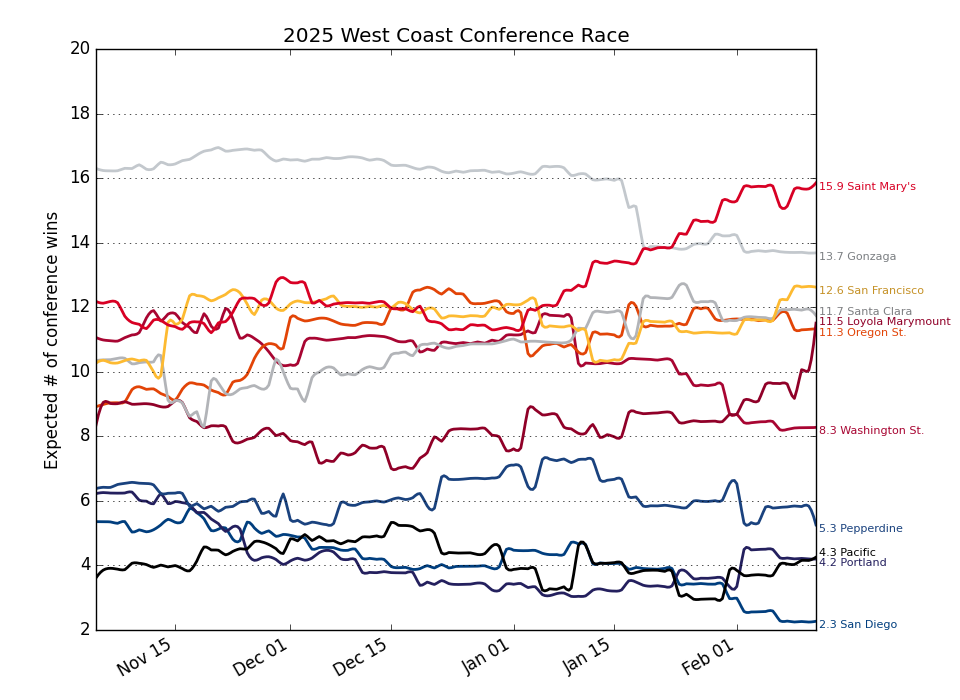 2025 West Coast Conference Race
Expected # of conference wins
20
18
16
14
12
10
8
6
4
2
Nov 15
Dec 01
Dec 15
Jan 01
Jan 15
Feb 01
15.9 Saint Mary's
13.7 Gonzaga
12.6 San Francisco
11.7 Santa Clara
11.5 Loyola Marymount
11.3 Oregon St.
8.3 Washington St.
5.3 Pepperdine
4.3 Pacific
4.2 Portland
2.3 San Diego